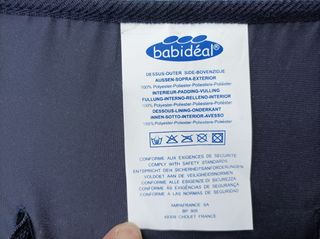 babidéal®
DESSUS-OUTER SIDE-BOVENZIJDE
AUSSEN-SOPRA-EXTERIOR
100% Polyester-Polyester-Poliestere-Poliéster
INTERIEUR-PADDING-VULLING
FULLUNG-INTERNO-RELLENO-INTERIOR
100% Polyester-Polyester-Poliestere-Poliéster
DESSOUS-LINING-ONDERKANT
INNEN-SOTTO-INTERIOR-AVESSO
100% Polyester-Polyester-Poliestere-Poliéster
CONFORME AUX EXIGENCES DE SECURITE
COMPLY WITH SAFETY STANDARDS
ENTSPRICHT DEN SICHERHEITSANFORDERUNGEN
VOLDOET AAN DE VEILIGHEIDSNORMEN
CONFORME ALLE ESIGENZE DI SICUREZZA
CONFORME ÀS EXIGÊNCIAS DE SEGURANÇA
CONFORME A LAS NORMAS DE SEGURIDAD
AMPAFRANCE SA
BP 905
49309 CHOLET FRANCE